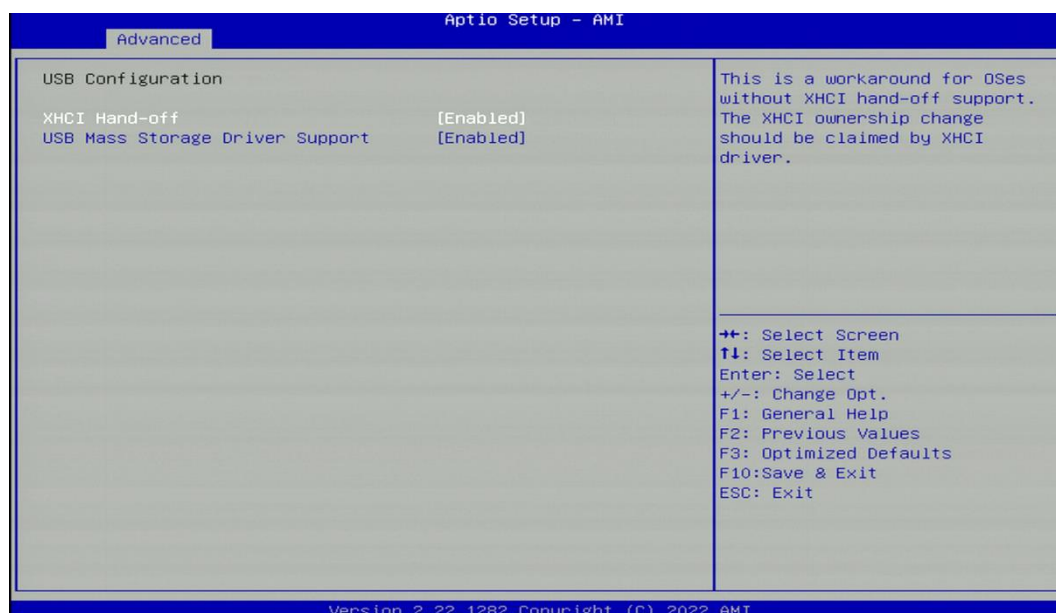 Aptio Setup – AMI
Advanced
USB Configuration
XHCI Hand-off [Enabled]
USB Mass Storage Driver Support [Enabled]
This is a workaround for OSes
without XHCI hand-off support.
The XHCI ownership change
should be claimed by XHCI
driver.
→←: Select Screen
↑↓: Select Item
Enter: Select
+/-: Change Opt.
F1: General Help
F2: Previous Values
F3: Optimized Defaults
F10:Save & Exit
ESC: Exit
Version 2.22.1282 Copyright (C) 2022 AMI